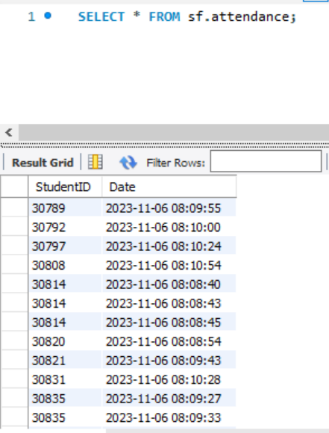 1 SELECT * FROM sf.attendance;
Result Grid Filter Rows:
StudentID Date
30789 2023-11-06 08:09:55
30792 2023-11-06 08:10:00
30797 2023-11-06 08:10:24
30808 2023-11-06 08:10:54
30814 2023-11-06 08:08:40
30814 2023-11-06 08:08:43
30814 2023-11-06 08:08:45
30820 2023-11-06 08:08:54
30821 2023-11-06 08:09:43
30831 2023-11-06 08:10:28
30835 2023-11-06 08:09:27
30835 2023-11-06 08:09:33